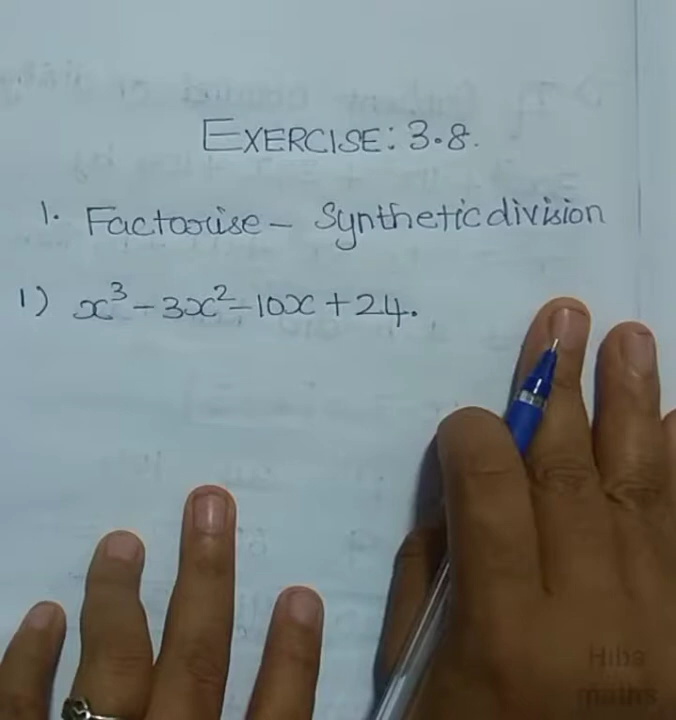 EXERCISE: 3.8.
1. Factorise - Synthetic division
1) x³ - 3x² - 10x + 24.
Hiba
maths